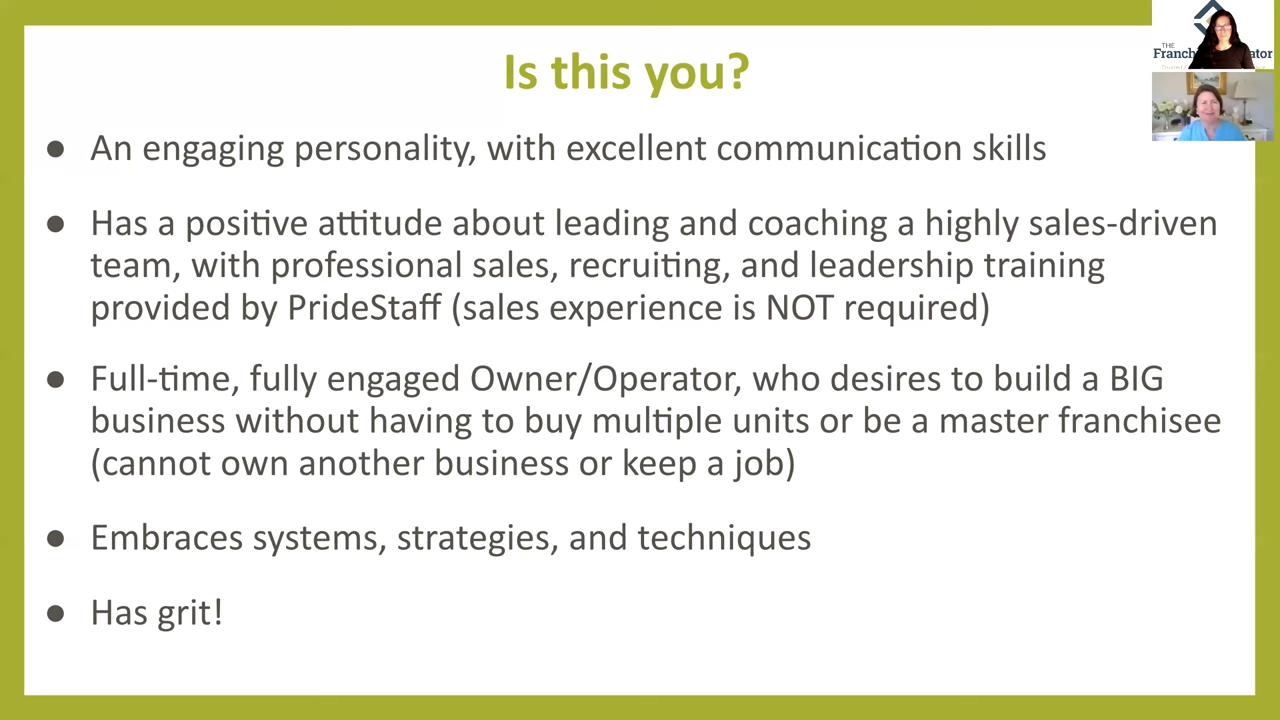 Is this you?
THE
● An engaging personality, with excellent communication skills
● Has a positive attitude about leading and coaching a highly sales-driven
team, with professional sales, recruiting, and leadership training
provided by PrideStaff (sales experience is NOT required)
● Full-time, fully engaged Owner/Operator, who desires to build a BIG
business without having to buy multiple units or be a master franchisee
(cannot own another business or keep a job)
● Embraces systems, strategies, and techniques
● Has grit!